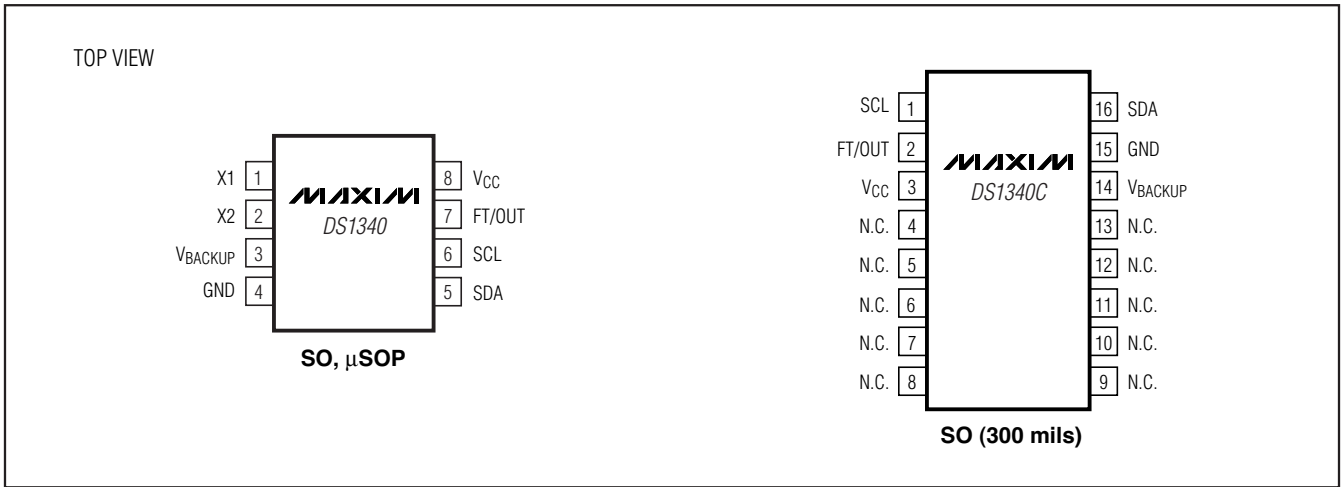 TOP VIEW
X1 1
X2 2
VBACKUP 3
GND 4
MAXIM
DS1340
8 VCC
7 FT/OUT
6 SCL
5 SDA
SO, μSOP
SCL 1
FT/OUT 2
VCC 3
N.C. 4
N.C. 5
N.C. 6
N.C. 7
N.C. 8
MAXIM
DS1340C
16 SDA
15 GND
14 VBACKUP
13 N.C.
12 N.C.
11 N.C.
10 N.C.
9 N.C.
SO (300 mils)